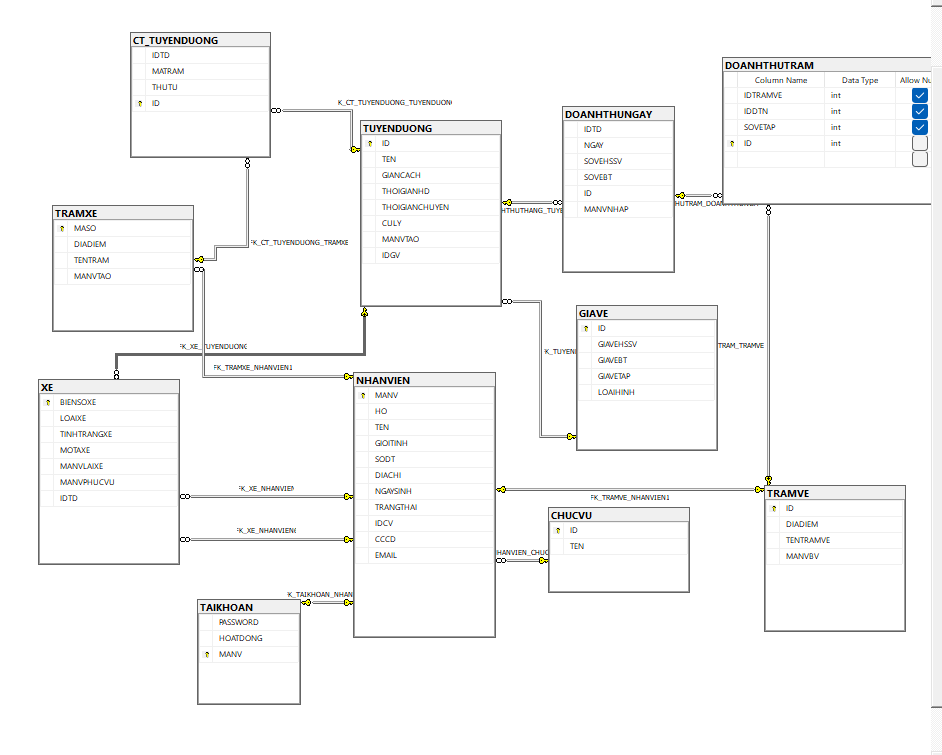 CT_TUYENDUONG
IDTD
MATRAM
THUTU
ID
K_CT_TUYENDUONG_TUYENDUON
TUYENDUONG
ID
TEN
GIANCACH
THOIGIANHD
THOIGIANCHUYEN
CULY
MANVTAO
IDGV
DOANHTHUNGAY
IDTD
NGAY
SOVEHSSV
SOVEBT
ID
MANVNHAP
DOANHTHUTRAM
Column Name Data Type Allow Nu
IDTRAMVE int
IDDTN int
SOVETAP int
ID int
HTHUTHANG_TUYE
HUTRAM_DOAN
TRAMXE
MASO
DIADIEM
TENTRAM
MANVTAO
FK_CT_TUYENDUONG_TRAMXE
GIAVE
ID
GIAVEHSSV
GIAVEBT
GIAVETAP
LOAIHINH
FK_XE_TUYENDUONG
FK_TUYEN
TRAM_TRAMVE
FK_TRAMXE_NHANVIEN1
XE
BIENSOXE
LOAIXE
TINHTRANGXE
MOTAXE
MANVLAIXE
MANVPHUCVU
IDTD
NHANVIEN
MANV
HO
TEN
GIOITINH
SODT
DIACHI
NGAYSINH
TRANGTHAI
IDCV
CCCD
EMAIL
FK_XE_NHANVIEN
FK_XE_NHANVIEN
FK_TRAMVE_NHANVIEN1
CHUCVU
ID
TEN
HANVIEN_CHUC
TRAMVE
ID
DIADIEM
TENTRAMVE
MANVBV
K_TAIKHOAN_NHAN
TAIKHOAN
PASSWORD
HOATDONG
MANV